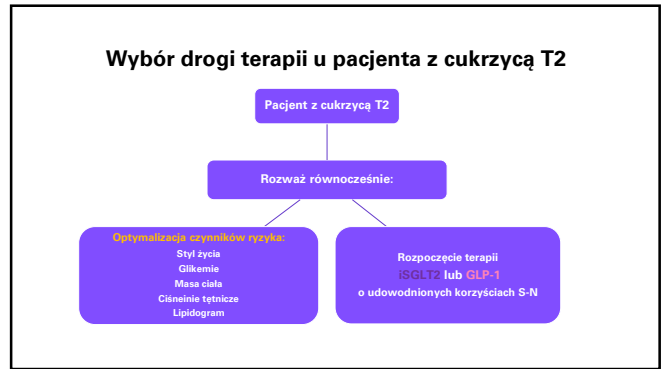 Wybór drogi terapii u pacjenta z cukrzycą T2
Pacjent z cukrzycą T2
Rozważ równocześnie:
Optymalizacja czynników ryzyka:
Styl życia
Glikemie
Masa ciała
Ciśneinie tętnicze
Lipidogram
Rozpoczęcie terapii
iSGLT2 lub GLP-1
o udowodnionych korzyściach S-N